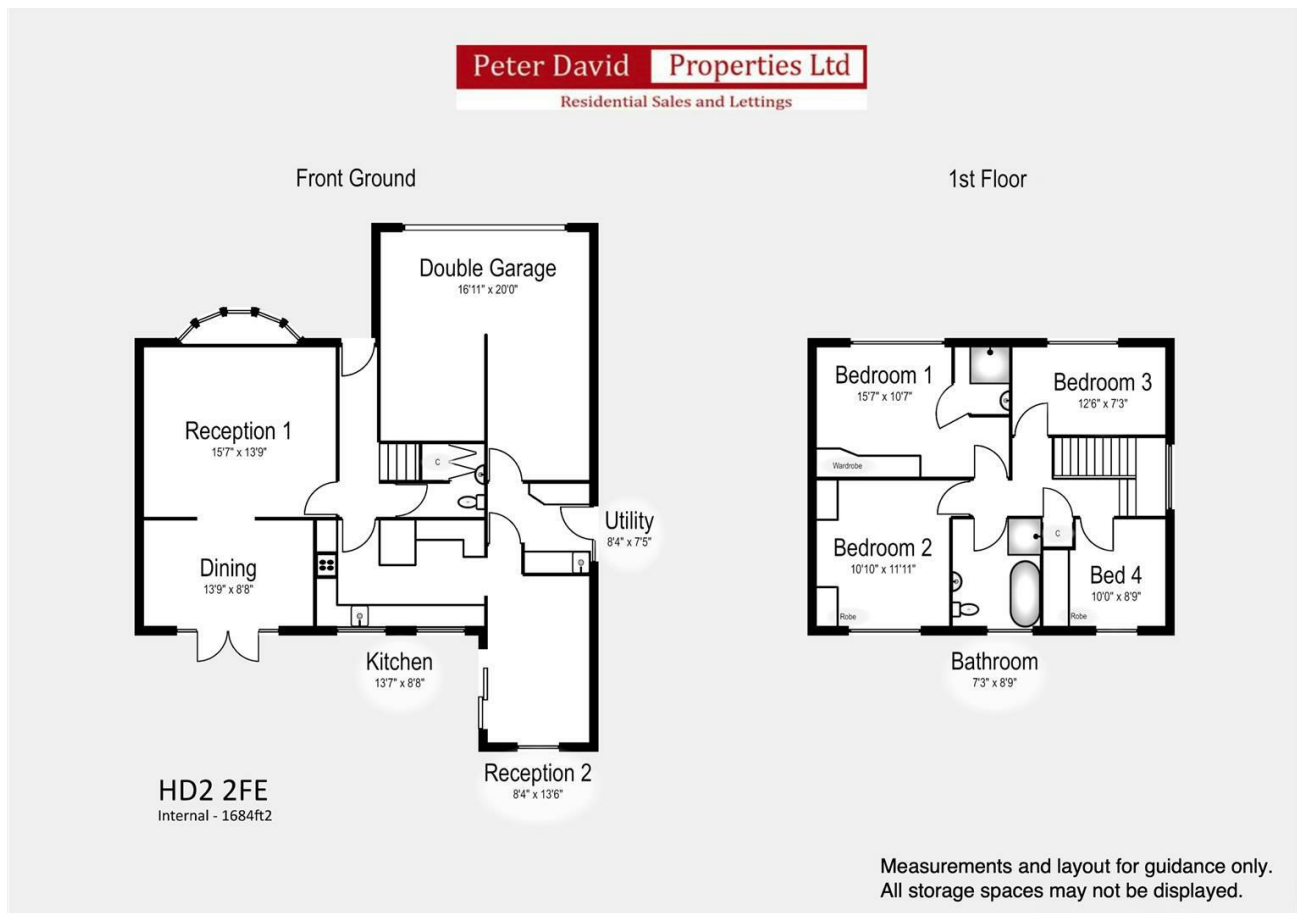 Peter David Properties Ltd
Residential Sales and Lettings
Front Ground
Double Garage
16'11" x 20'0"
Reception 1
15'7" x 13'9"
C
Utility
8'4" x 7'5"
Dining
13'9" x 8'8"
Kitchen
13'7" x 8'8"
Reception 2
8'4" x 13'6"
HD2 2FE
Internal - 1684ft2
1st Floor
Bedroom 1
15'7" x 10'7"
Bedroom 3
12'6" x 7'3"
Wardrobe
Bedroom 2
10'10" x 11'11"
Robe
C
Bed 4
10'0" x 8'9"
Robe
Bathroom
7'3" x 8'9"
Measurements and layout for guidance only.
All storage spaces may not be displayed.